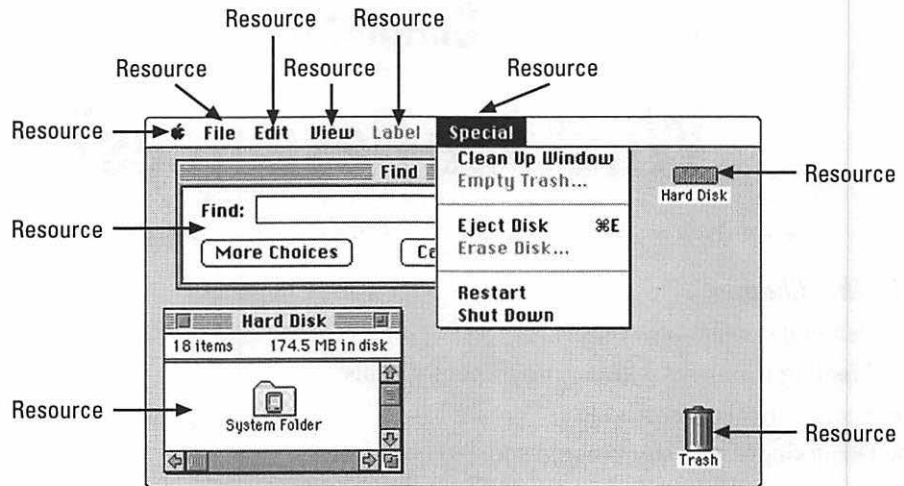 Resource Resource
Resource Resource Resource
Resource
File Edit View Label Special
Clean Up Window
Empty Trash...
Eject Disk ⌘E
Erase Disk...
Restart
Shut Down
Find
Find:
More Choices Ca
Resource
Hard Disk
Resource
Hard Disk
18 items 174.5 MB in disk
System Folder
Resource
Trash
Resource